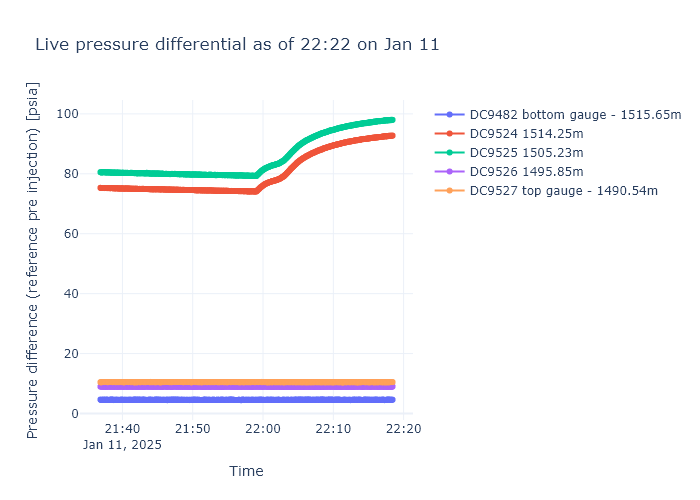 Live pressure differential as of 22:22 on Jan 11
Pressure difference (reference pre injection) [psia]
100
80
60
40
20
0
21:40
Jan 11, 2025
21:50
22:00
22:10
22:20
Time
DC9482 bottom gauge - 1515.65m
DC9524 1514.25m
DC9525 1505.23m
DC9526 1495.85m
DC9527 top gauge - 1490.54m